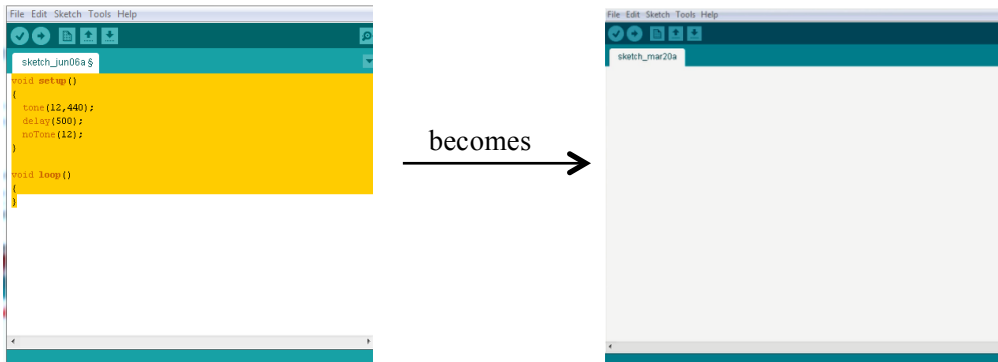 File Edit Sketch Tools Help
sketch_jun06a §
void setup()
{
  tone(12,440);
  delay(500);
  noTone(12);
}
void loop()
{
}
becomes
File Edit Sketch Tools Help
sketch_mar20a